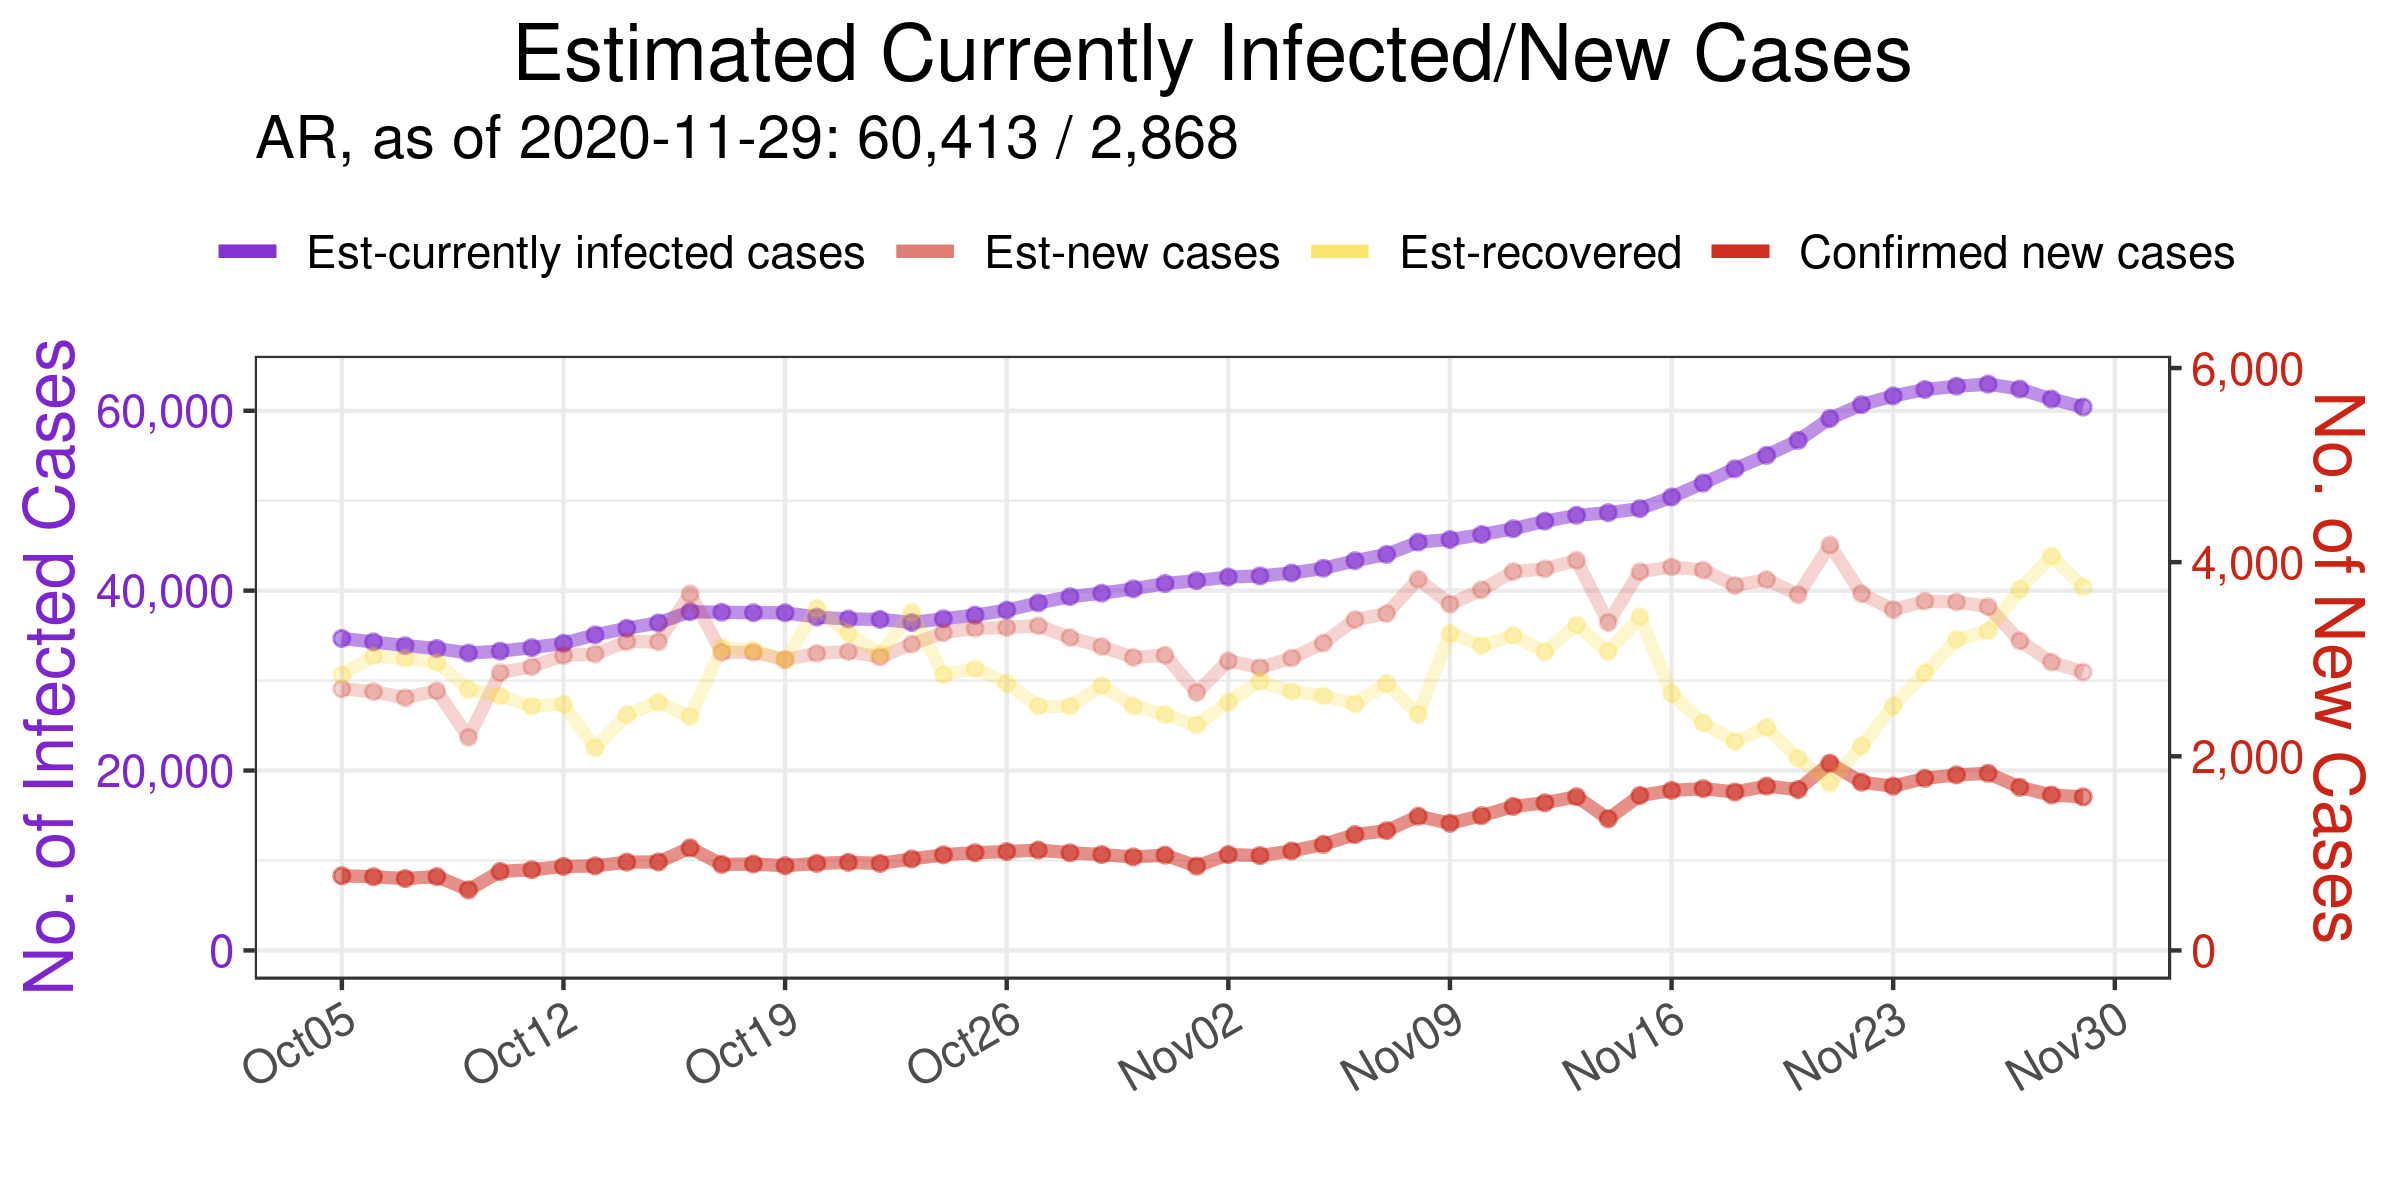 Estimated Currently Infected/New Cases
AR, as of 2020-11-29: 60,413 / 2,868
Est-currently infected cases Est-new cases Est-recovered Confirmed new cases
No. of Infected Cases
60,000
40,000
20,000
0
6,000
4,000
2,000
0
No. of New Cases
Oct05 Oct12 Oct19 Oct26 Nov02 Nov09 Nov16 Nov23 Nov30